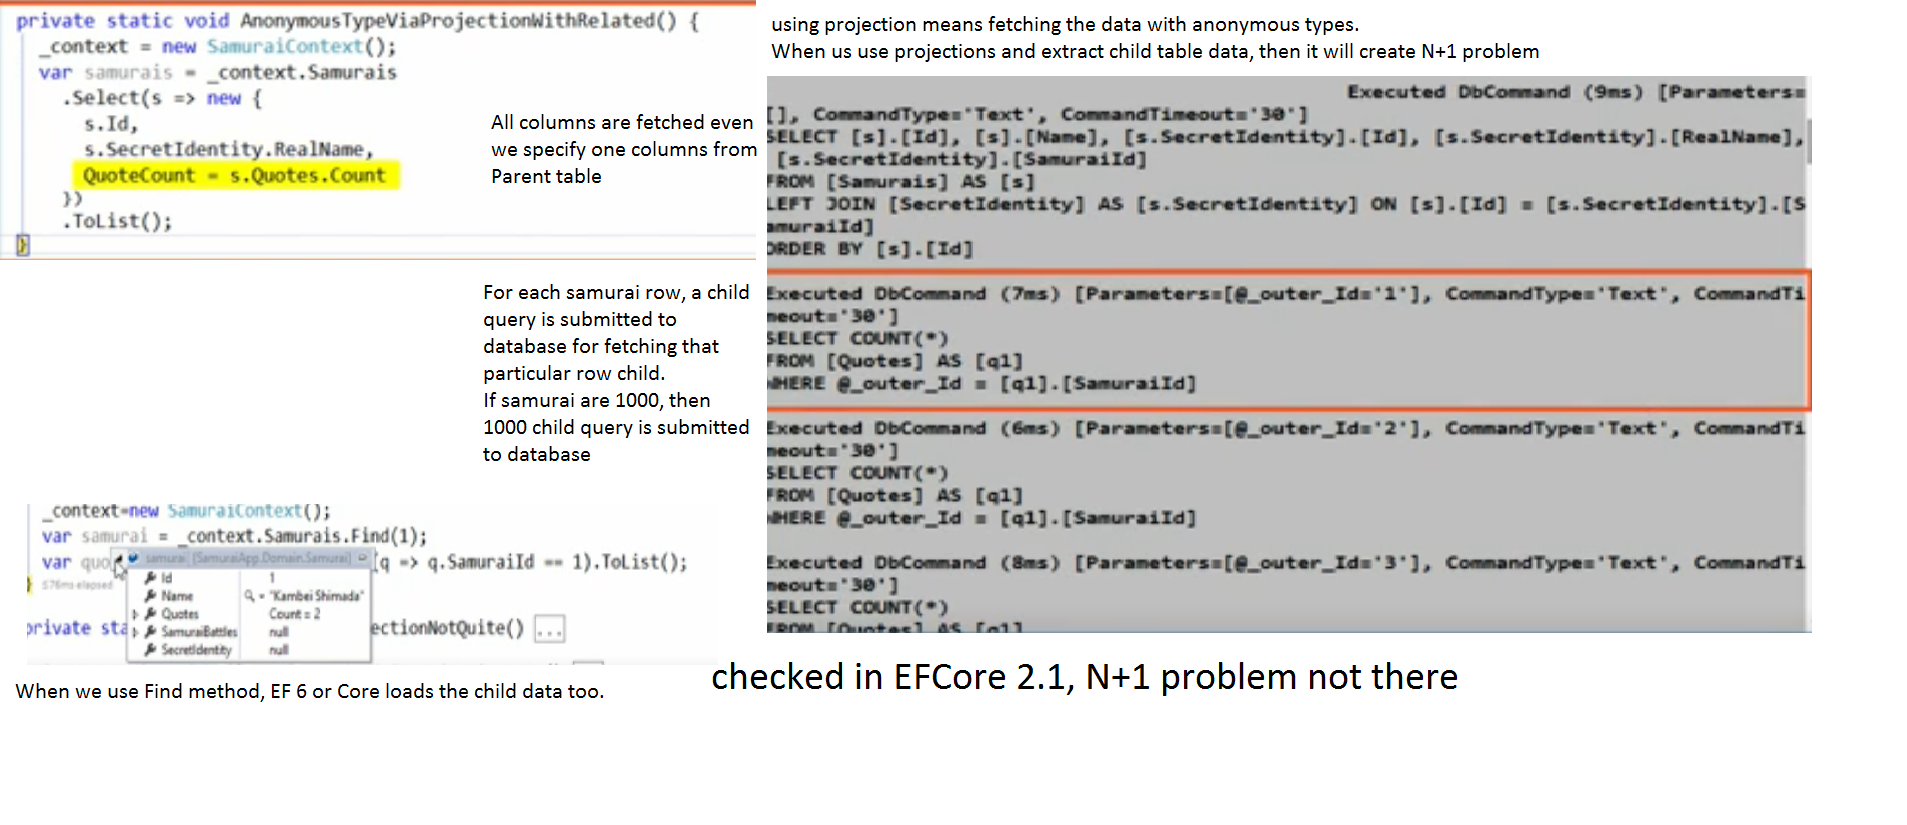 private static void AnonymousTypeViaProjectionWithRelated() {
_context = new SamuraiContext();
var samurais = _context.Samurais
.Select(s => new {
s.Id,
s.SecretIdentity.RealName,
QuoteCount = s.Quotes.Count
})
.ToList();
}
All columns are fetched even
we specify one columns from
Parent table
For each samurai row, a child
query is submitted to
database for fetching that
particular row child.
If samurai are 1000, then
1000 child query is submitted
to database
_context=new SamuraiContext();
var samurai = _context.Samurais.Find(1);
var quo (q => q.SamuraiId == 1).ToList();
samurai {SamuraiApp.Domain.Samurai}
576ms elapsed
Id 1
Name "Kambei Shimada"
Quotes Count = 2
SamuraiBattles null
SecretIdentity null
private sta ectionNotQuite() ...
When we use Find method, EF 6 or Core loads the child data too.
using projection means fetching the data with anonymous types.
When us use projections and extract child table data, then it will create N+1 problem
Executed DbCommand (9ms) [Parameters=
[], CommandType='Text', CommandTimeout='30']
SELECT [s].[Id], [s].[Name], [s.SecretIdentity].[Id], [s.SecretIdentity].[RealName],
[s.SecretIdentity].[SamuraiId]
FROM [Samurais] AS [s]
LEFT JOIN [SecretIdentity] AS [s.SecretIdentity] ON [s].[Id] = [s.SecretIdentity].[S
amuraiId]
ORDER BY [s].[Id]
Executed DbCommand (7ms) [Parameters=[@_outer_Id='1'], CommandType='Text', CommandTi
meout='30']
SELECT COUNT(*)
FROM [Quotes] AS [q1]
WHERE @_outer_Id = [q1].[SamuraiId]
Executed DbCommand (6ms) [Parameters=[@_outer_Id='2'], CommandType='Text', CommandTi
meout='30']
SELECT COUNT(*)
FROM [Quotes] AS [q1]
WHERE @_outer_Id = [q1].[SamuraiId]
Executed DbCommand (8ms) [Parameters=[@_outer_Id='3'], CommandType='Text', CommandTi
meout='30']
SELECT COUNT(*)
FROM [Quotes] AS [q1]
checked in EFCore 2.1, N+1 problem not there